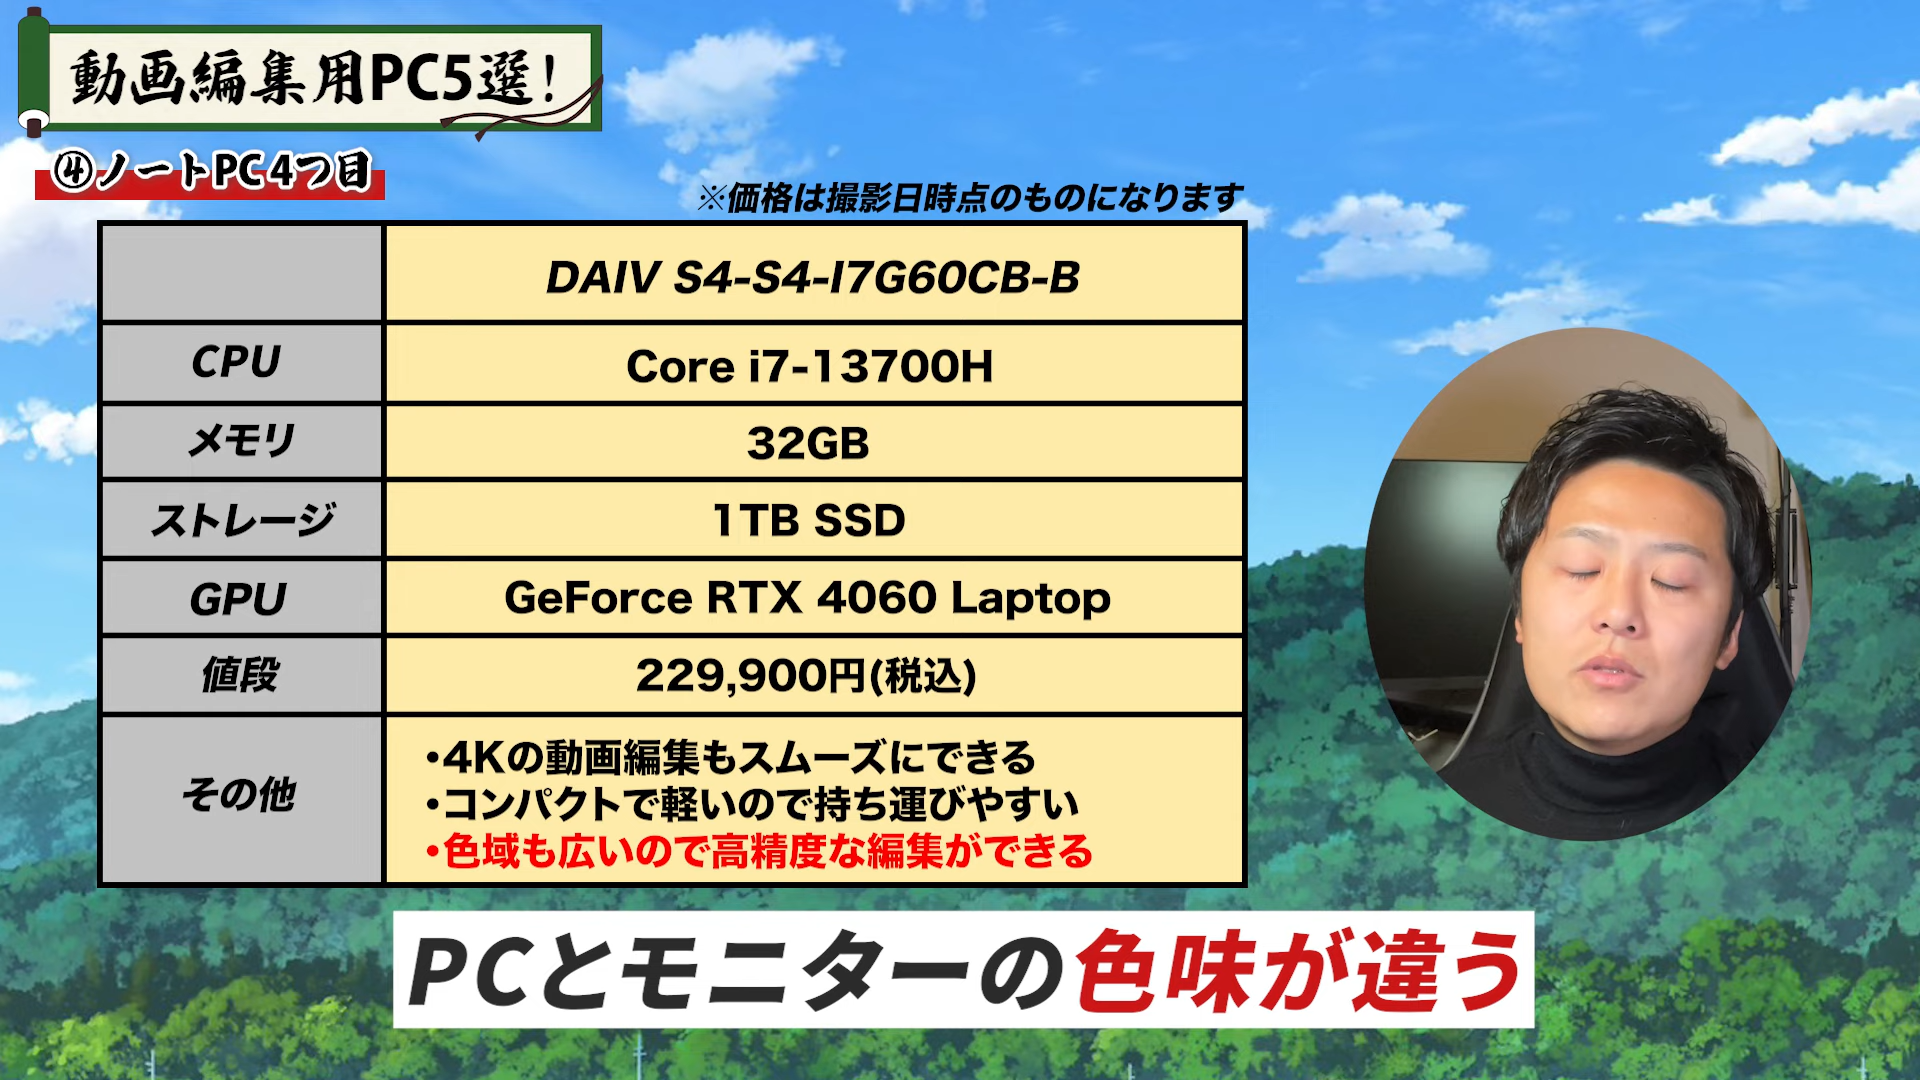 動画編集用PC5選!
④ノートPC4つ目
※価格は撮影日時点のものになります
DAIV S4-S4-I7G60CB-B
CPU Core i7-13700H
メモリ 32GB
ストレージ 1TB SSD
GPU GeForce RTX 4060 Laptop
値段 229,900円(税込)
その他
•4Kの動画編集もスムーズにできる
•コンパクトで軽いので持ち運びやすい
•色域も広いので高精度な編集ができる
PCとモニターの色味が違う